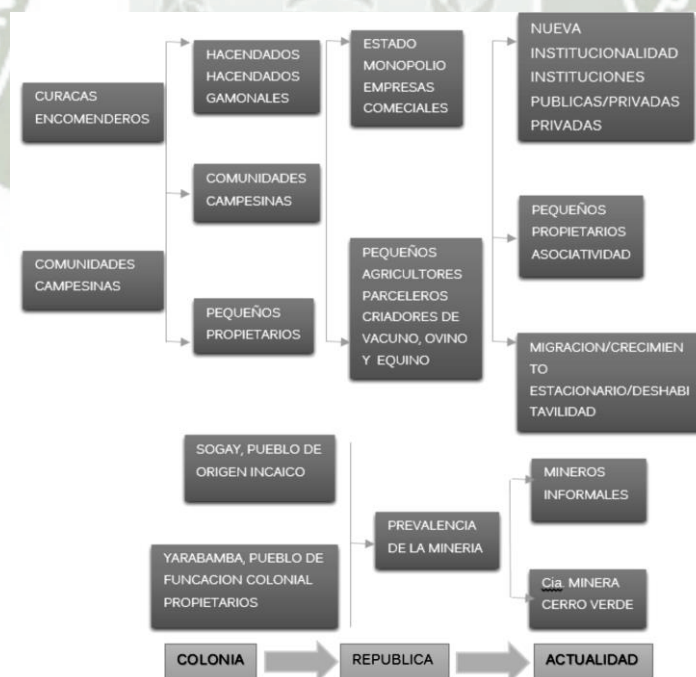 CURACAS
ENCOMENDEROS
COMUNIDADES
CAMPESINAS
HACENDADOS
HACENDADOS
GAMONALES
COMUNIDADES
CAMPESINAS
PEQUEÑOS
PROPIETARIOS
ESTADO
MONOPOLIO
EMPRESAS
COMECIALES
PEQUEÑOS
AGRICULTORES
PARCELEROS
CRIADORES DE
VACUNO, OVINO
Y EQUINO
NUEVA
INSTITUCIONALIDAD
INSTITUCIONES
PUBLICAS/PRIVADAS
PRIVADAS
PEQUEÑOS
PROPIETARIOS
ASOCIATIVIDAD
MIGRACION/CRECIMIEN
TO
ESTACIONARIO/DESHABI
TAVILIDAD
SOGAY, PUEBLO DE
ORIGEN INCAICO
YARABAMBA, PUEBLO DE
FUNCACION COLONIAL
PROPIETARIOS
PREVALENCIA
DE LA MINERIA
MINEROS
INFORMALES
Cia. MINERA
CERRO VERDE
COLONIA
REPUBLICA
ACTUALIDAD